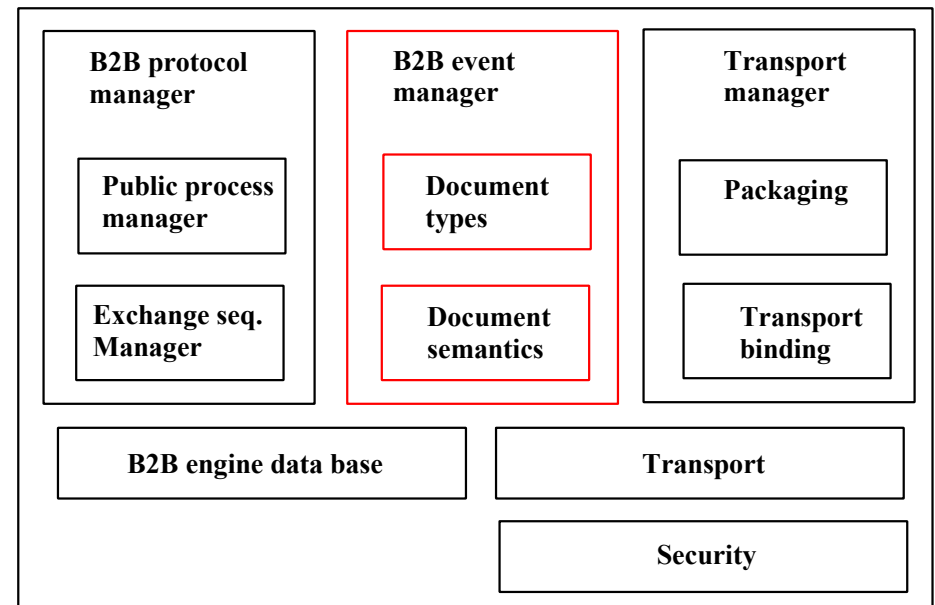 B2B protocol
manager
Public process
manager
Exchange seq.
Manager
B2B event
manager
Document
types
Document
semantics
Transport
manager
Packaging
Transport
binding
B2B engine data base
Transport
Security